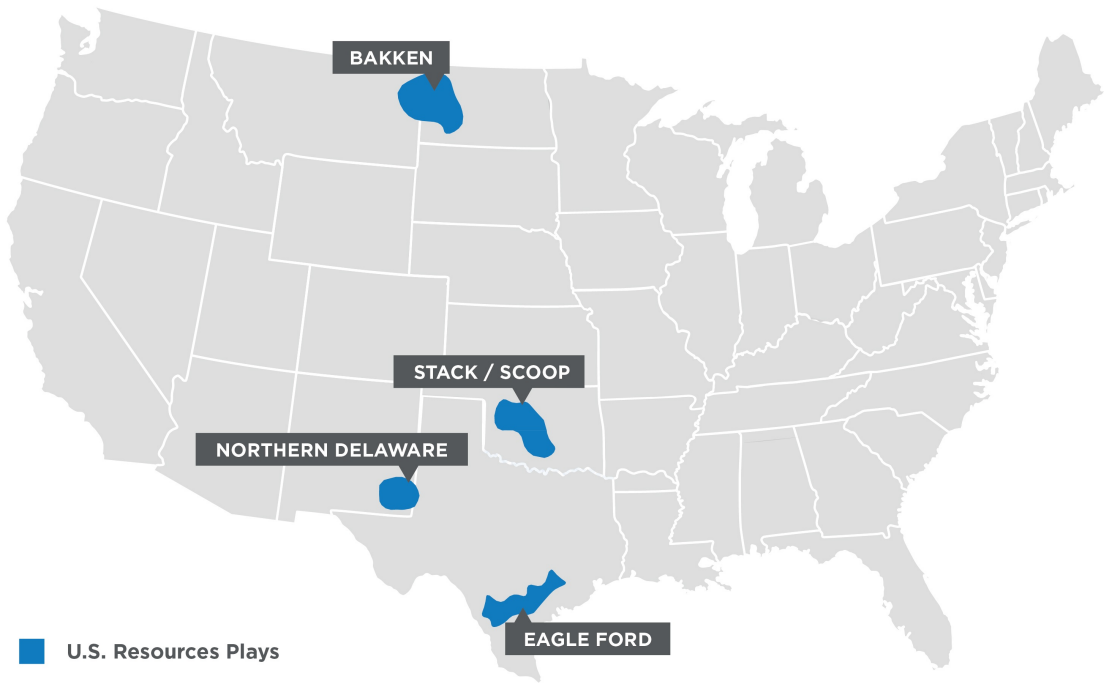 BAKKEN
STACK / SCOOP
NORTHERN DELAWARE
EAGLE FORD
U.S. Resources Plays